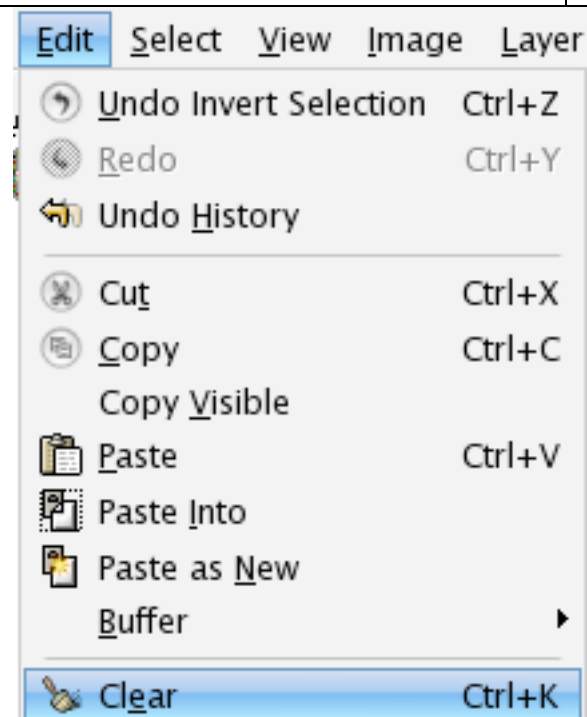 Edit Select View Image Layer
Undo Invert Selection Ctrl+Z
Redo Ctrl+Y
Undo History
Cut Ctrl+X
Copy Ctrl+C
Copy Visible
Paste Ctrl+V
Paste Into
Paste as New
Buffer
Clear Ctrl+K